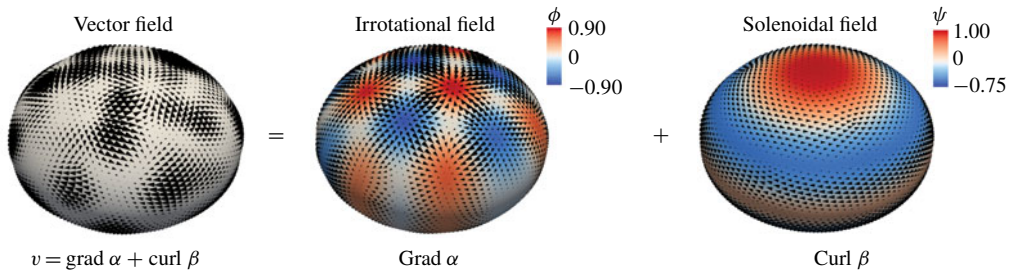 Vector field
Irrotational field
ϕ
0.90
0
−0.90
Solenoidal field
ψ
1.00
0
−0.75
=
+
v = grad α + curl β
Grad α
Curl β